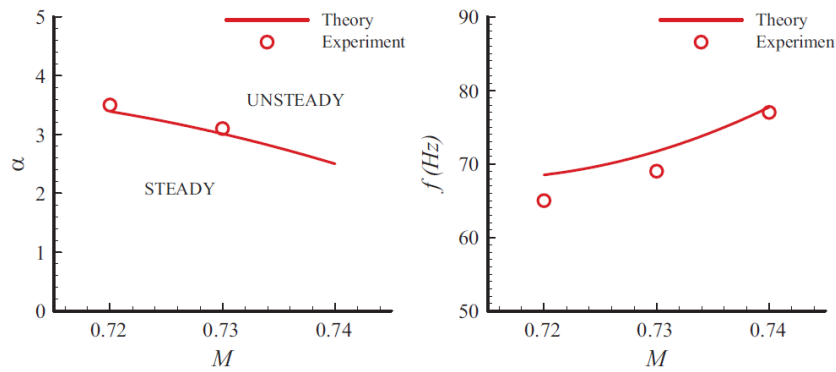 Theory
Experiment
5
4
3
2
1
0
α
UNSTEADY
STEADY
0.72 0.73 0.74
M
Theory
Experimen
90
80
70
60
50
f (Hz)
0.72 0.73 0.74
M